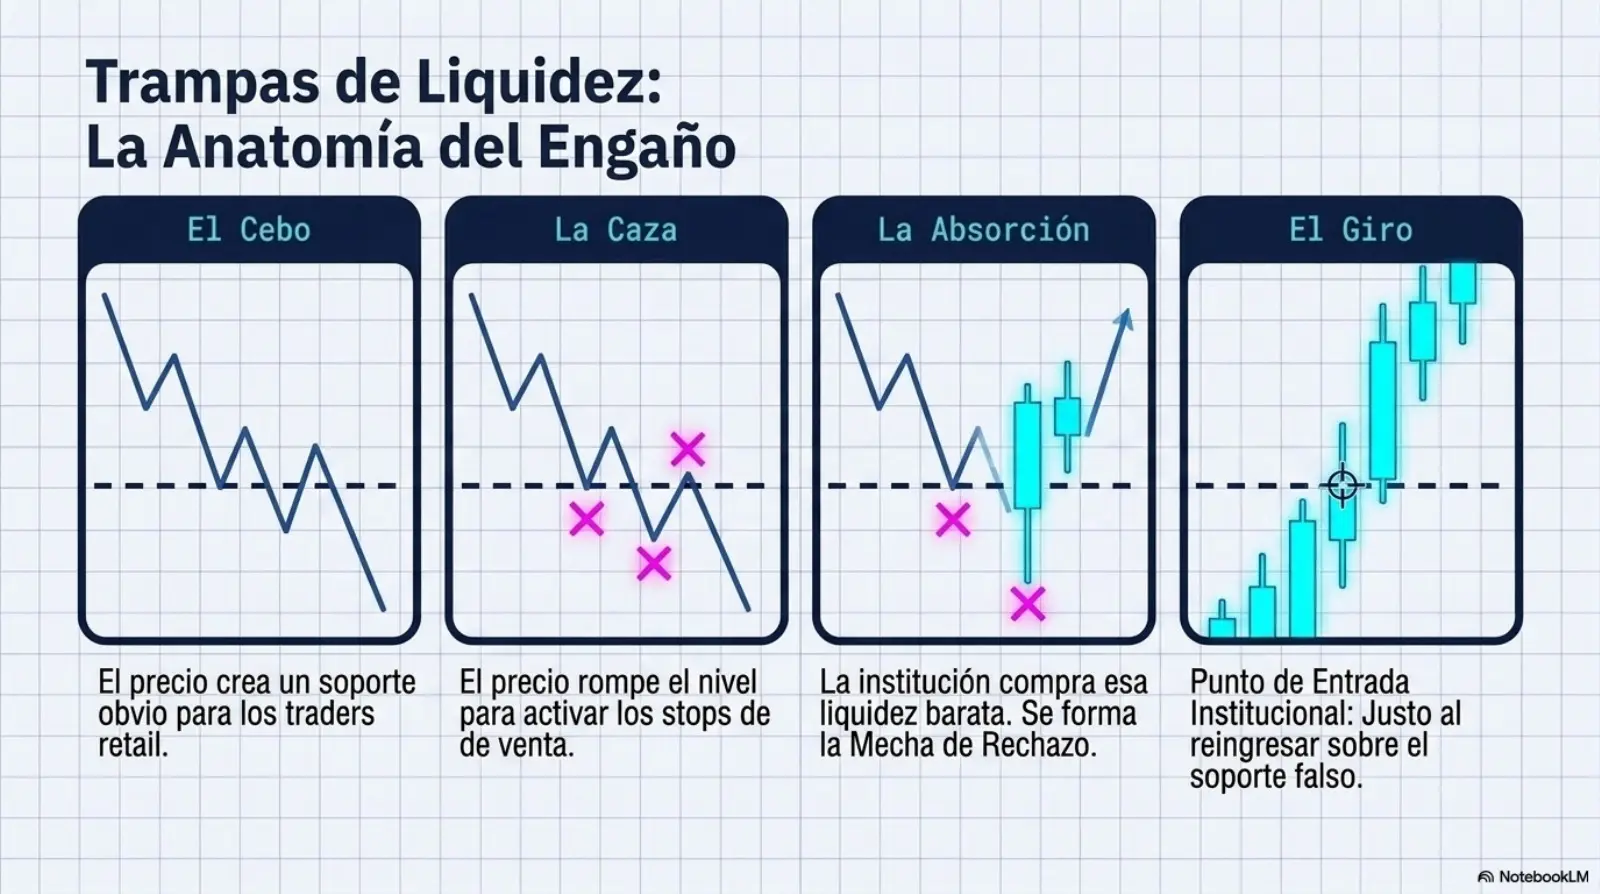 Trampas de Liquidez:
La Anatomía del Engaño
El Cebo
La Caza
La Absorción
El Giro
El precio crea un soporte
obvio para los traders
retail.
El precio rompe el nivel
para activar los stops de
de venta.
La institución compra esa
liquidez barata. Se forma
la Mecha de Rechazo.
Punto de Entrada
Institucional: Justo al
reingresar sobre el
soporte falso.
NotebookLM